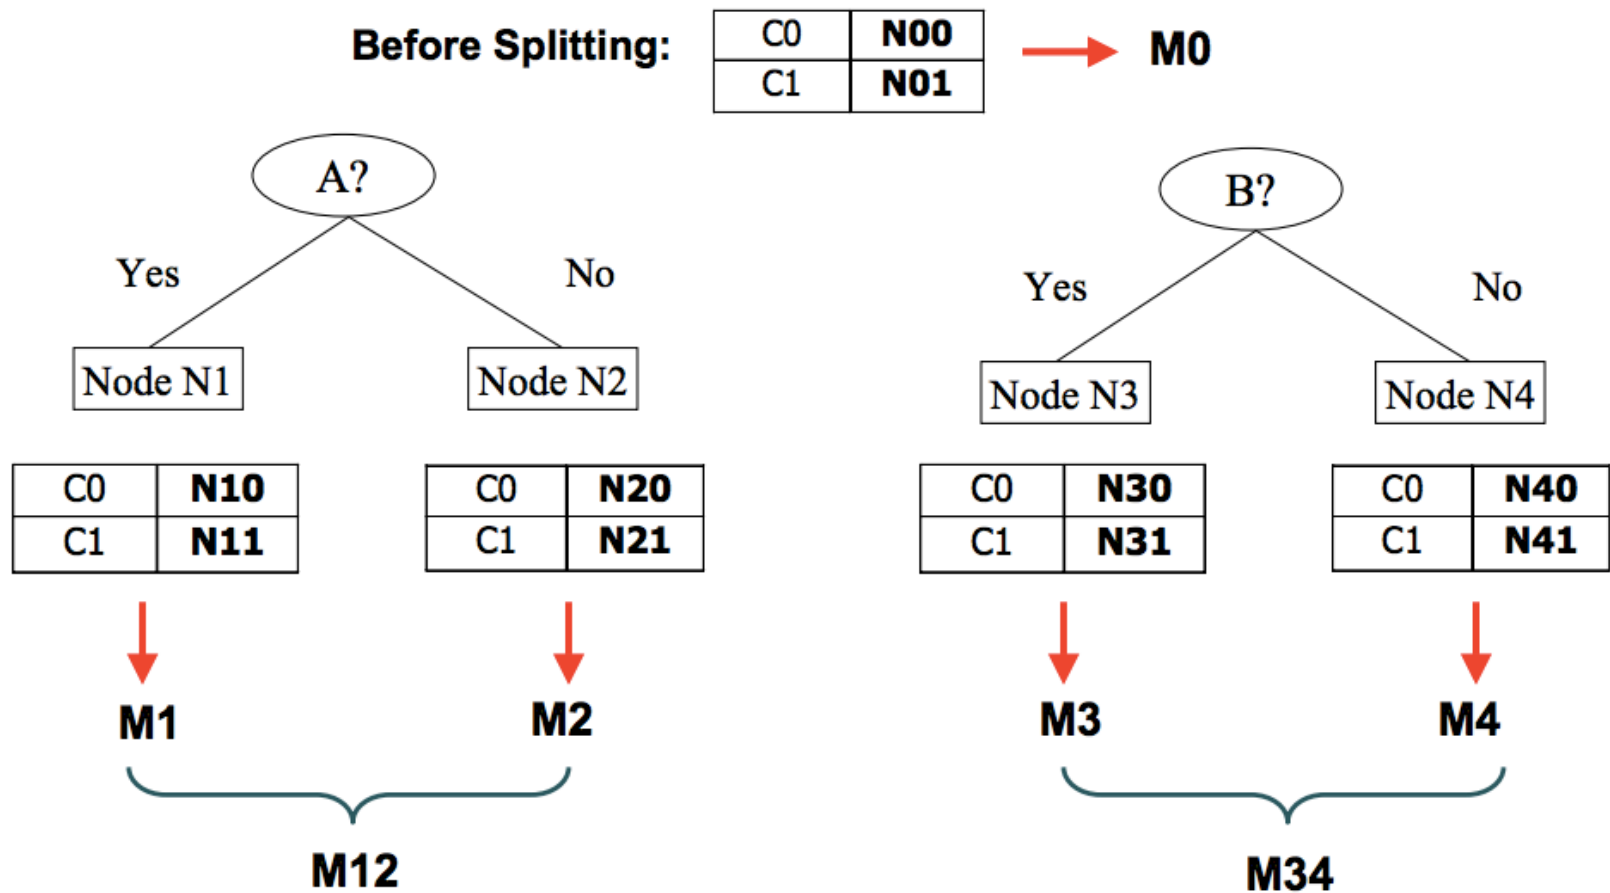 Before Splitting:
C0 N00
C1 N01
M0
A?
Yes
No
Node N1
Node N2
C0 N10
C1 N11
C0 N20
C1 N21
M1
M2
M12
B?
Yes
No
Node N3
Node N4
C0 N30
C1 N31
C0 N40
C1 N41
M3
M4
M34